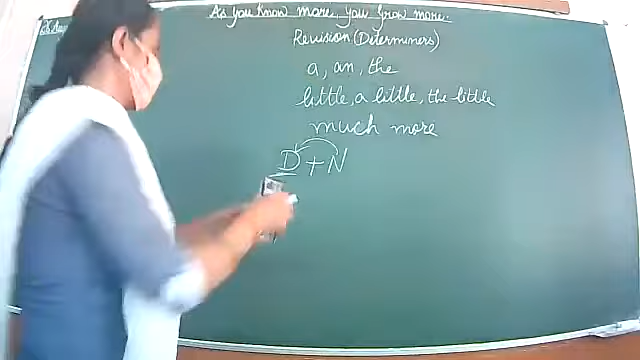 As you know more, you grow more.
Revision (Determiners)
a, an, the
little, a little, the little
much more
D + N